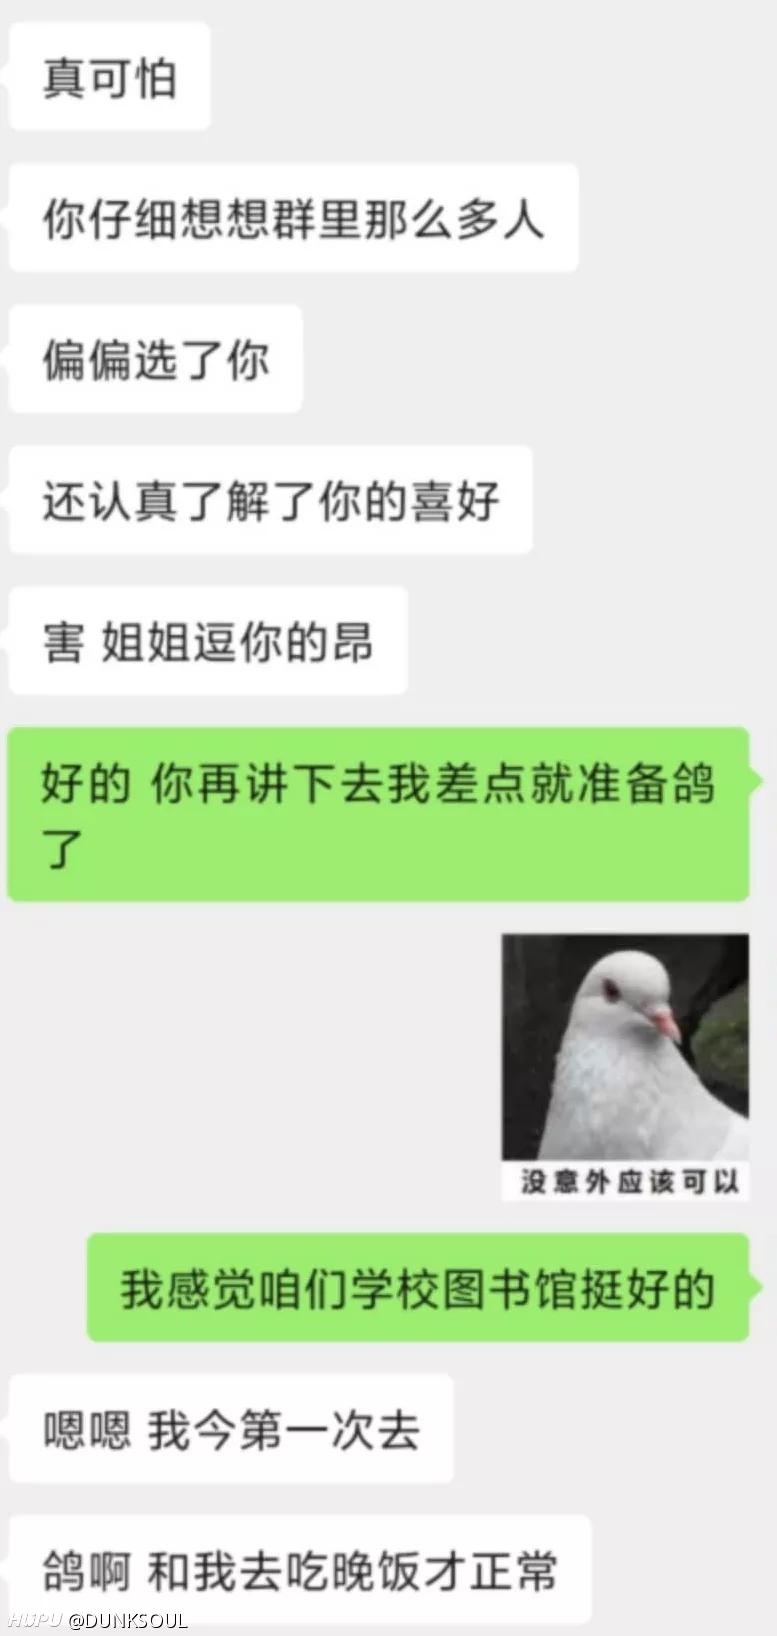 真可怕
你仔细想想群里那么多人
偏偏选了你
还认真了解了你的喜好
害 姐姐逗你的昂
好的 你再讲下去我差点就准备鸽
了
没意外应该可以
我感觉咱们学校图书馆挺好的
嗯嗯 我今第一次去
鸽啊 和我去吃晚饭才正常
HUPU @DUNKSOUL